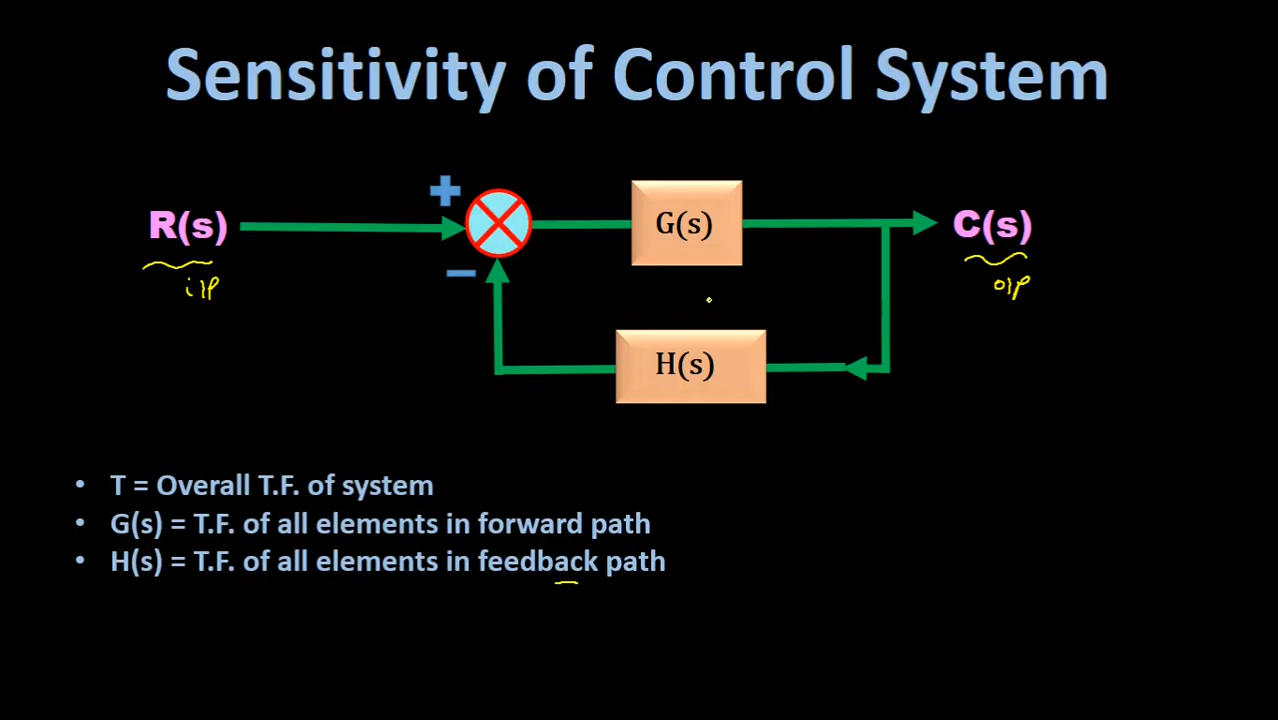 Sensitivity of Control System
+
R(s) G(s) C(s)
−
i/p o/p
H(s)
• T = Overall T.F. of system
• G(s) = T.F. of all elements in forward path
• H(s) = T.F. of all elements in feedback path